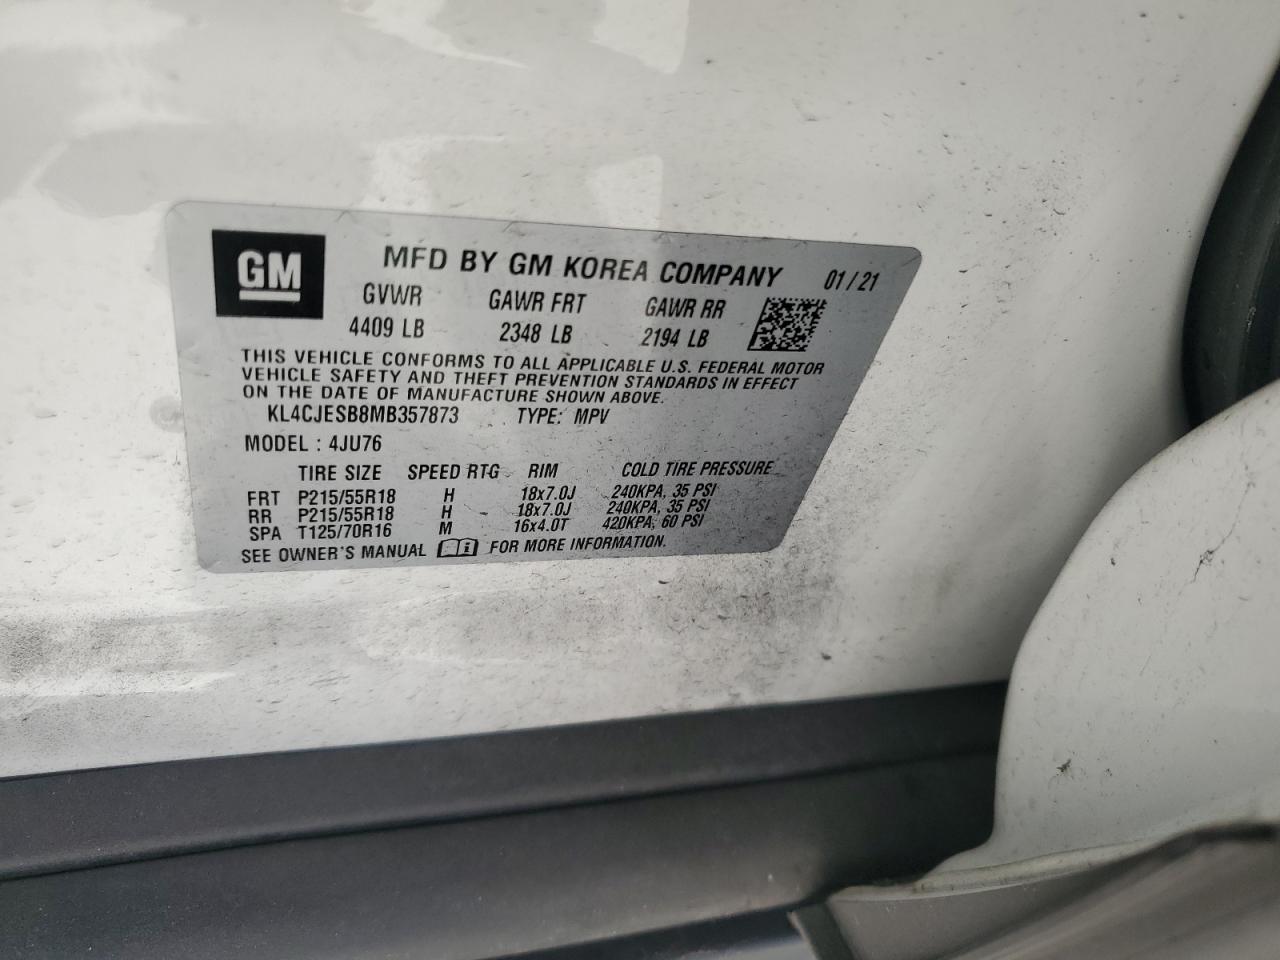 GM
MFD BY GM KOREA COMPANY 01/21
GVWR GAWR FRT GAWR RR
4409 LB 2348 LB 2194 LB
THIS VEHICLE CONFORMS TO ALL APPLICABLE U.S. FEDERAL MOTOR
VEHICLE SAFETY AND THEFT PREVENTION STANDARDS IN EFFECT
ON THE DATE OF MANUFACTURE SHOWN ABOVE.
KL4CJESB8MB357873 TYPE: MPV
MODEL : 4JU76
TIRE SIZE SPEED RTG RIM COLD TIRE PRESSURE
FRT P215/55R18 H 18x7.0J 240KPA, 35 PSI
RR P215/55R18 H 18x7.0J 240KPA, 35 PSI
SPA T125/70R16 M 16x4.0T 420KPA, 60 PSI
SEE OWNER'S MANUAL FOR MORE INFORMATION.